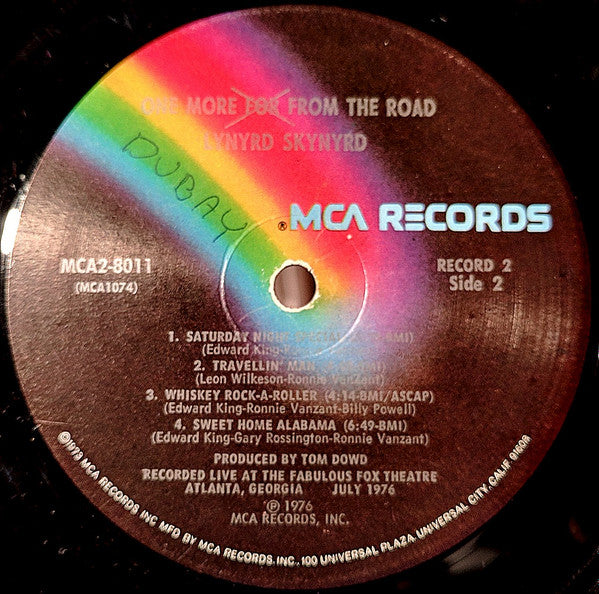 ONE MORE FOR FROM THE ROAD
LYNYRD SKYNYRD
DUBAY
® MCA RECORDS
MCA2-8011
(MCA1074)
RECORD 2
Side 2
1. SATURDAY NIGHT BMI)
(Edward King-R
2. TRAVELLIN' MAN
(Leon Wilkeson-Ronnie Vanzant)
3. WHISKEY ROCK-A-ROLLER (4:14-BMI/ASCAP)
(Edward King-Ronnie Vanzant-Billy Powell)
4. SWEET HOME ALABAMA (6:49-BMI)
(Edward King-Gary Rossington-Ronnie Vanzant)
PRODUCED BY TOM DOWD
RECORDED LIVE AT THE FABULOUS FOX THEATRE
ATLANTA, GEORGIA JULY 1976
℗ 1976
MCA RECORDS, INC.
©1973 MCA RECORDS INC MFD BY MCA RECORDS, INC., 100 UNIVERSAL PLAZA, UNIVERSAL CITY, CALIF 91608